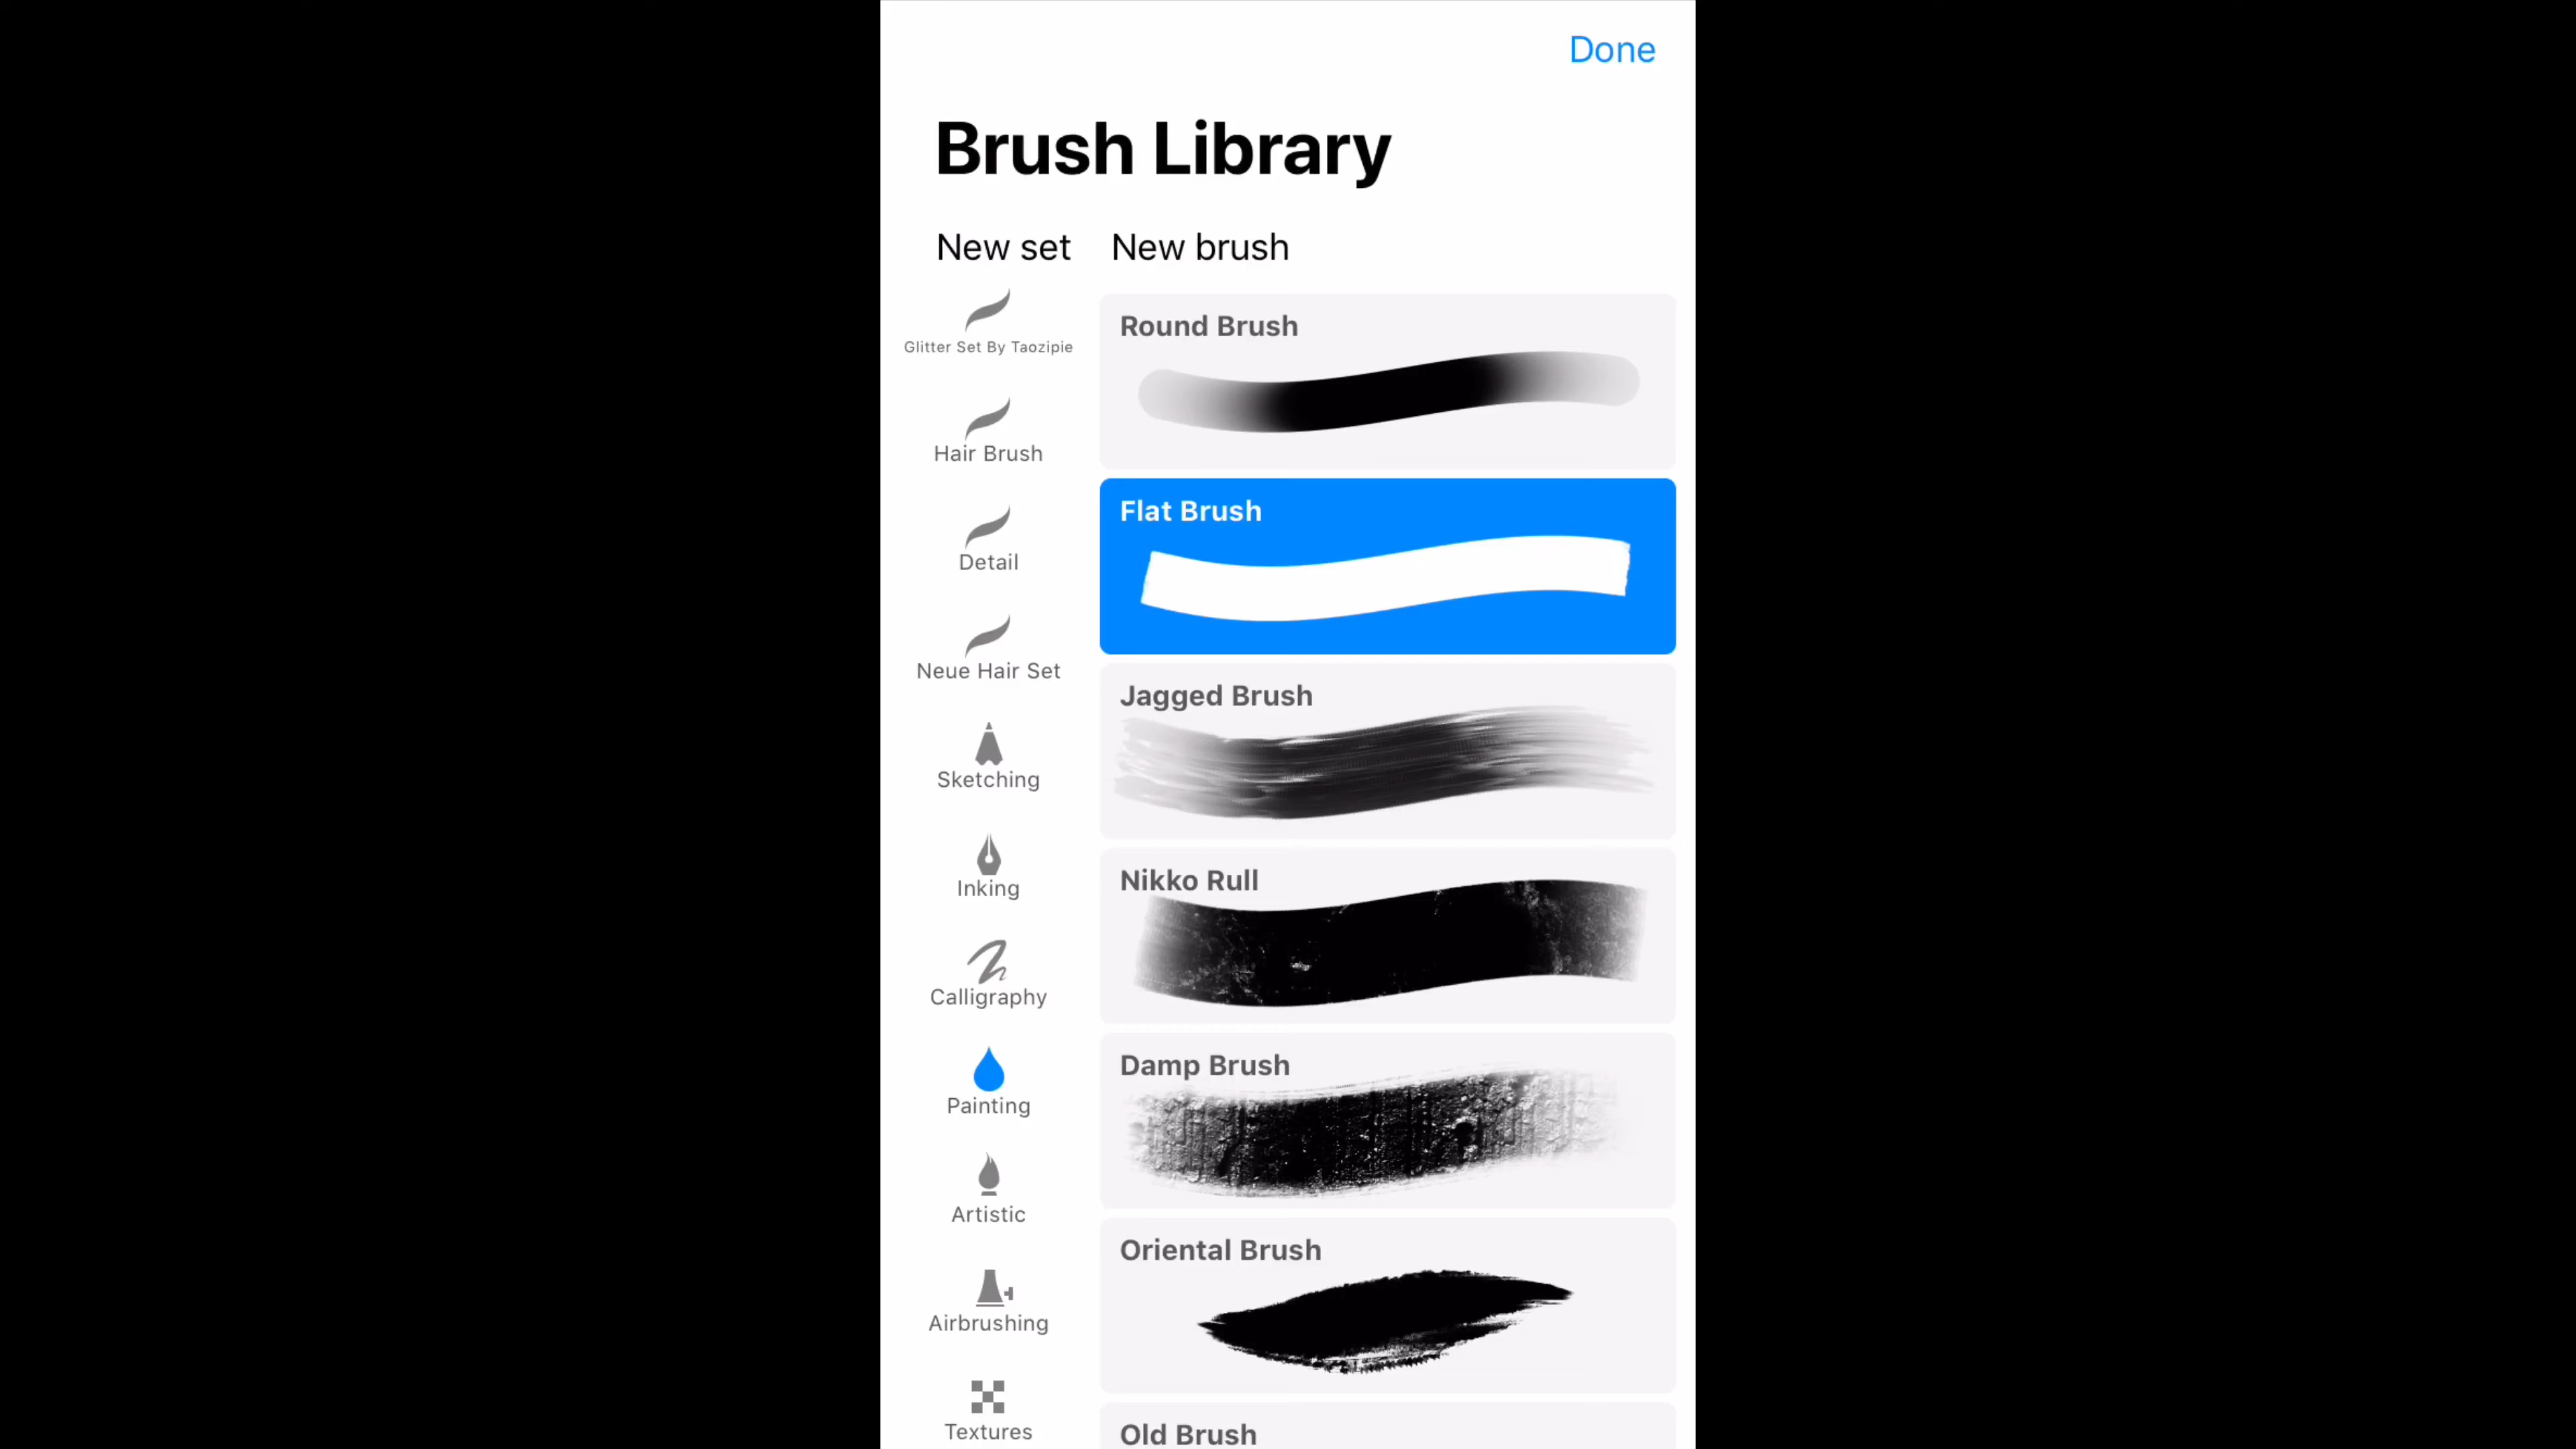 Done
Brush Library
New set
New brush
Glitter Set By Taozipie
Hair Brush
Detail
Neue Hair Set
Sketching
Inking
Calligraphy
Painting
Artistic
Airbrushing
Textures
Round Brush
Flat Brush
Jagged Brush
Nikko Rull
Damp Brush
Oriental Brush
Old Brush